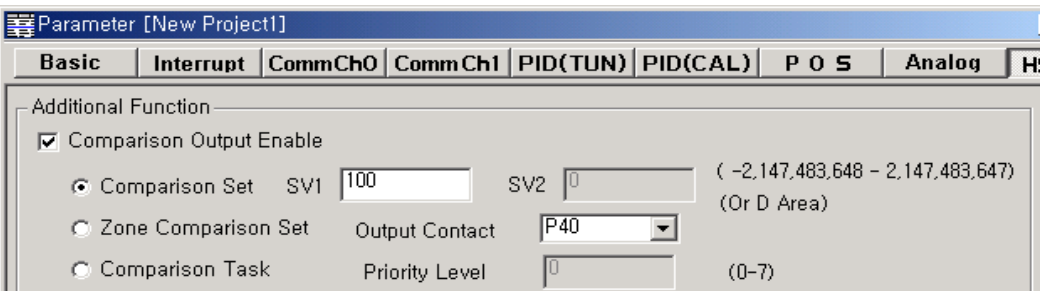 Parameter [New Project1]
Basic Interrupt CommCh0 CommCh1 PID(TUN) PID(CAL) P O S Analog
Additional Function
Comparison Output Enable
Comparison Set SV1 100 SV2 0 ( -2,147,483,648 - 2,147,483,647)
(Or D Area)
Zone Comparison Set Output Contact P40
Comparison Task Priority Level 0 (0-7)